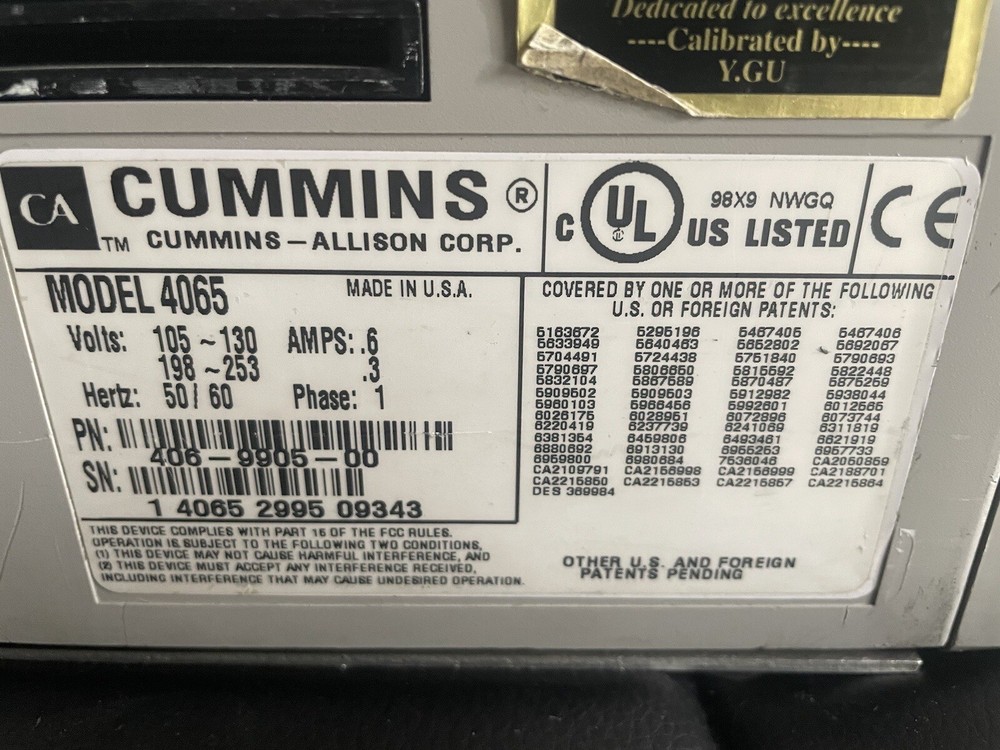 Dedicated to excellence
----Calibrated by----
Y.GU
CA CUMMINS ®
TM CUMMINS – ALLISON CORP.
C UL US LISTED
98X9 NWGQ
CE
MODEL 4065
MADE IN U.S.A.
Volts: 105 ~ 130 AMPS: .6
198 ~ 253 .3
Hertz: 50 / 60 Phase: 1
PN:
406 – 9905 – 00
SN:
1 4065 2995 09343
THIS DEVICE COMPLIES WITH PART 15 OF THE FCC RULES.
OPERATION IS SUBJECT TO THE FOLLOWING TWO CONDITIONS,
(1) THIS DEVICE MAY NOT CAUSE HARMFUL INTERFERENCE, AND
(2) THIS DEVICE MUST ACCEPT ANY INTERFERENCE RECEIVED,
INCLUDING INTERFERENCE THAT MAY CAUSE UNDESIRED OPERATION.
COVERED BY ONE OR MORE OF THE FOLLOWING
U.S. OR FOREIGN PATENTS:
5163672 5295196 5467405 5467406
5633949 5640463 5652802 5692067
5704491 5724438 5751840 5790693
5790697 5806650 5815592 5822448
5832104 5867589 5870487 5875259
5909502 5909503 5912982 5938044
5960103 5966456 5992601 6012565
6026175 6028951 6072896 6073744
6220419 6237739 6241069 6311819
6381354 6459806 6493461 6621919
6880692 6913130 6955253 6957733
6959800 6980684 7536046 CA2050859
CA2109791 CA2156998 CA2156999 CA2188701
CA2215850 CA2215853 CA2215857 CA2215864
DES 369984
OTHER U.S. AND FOREIGN
PATENTS PENDING